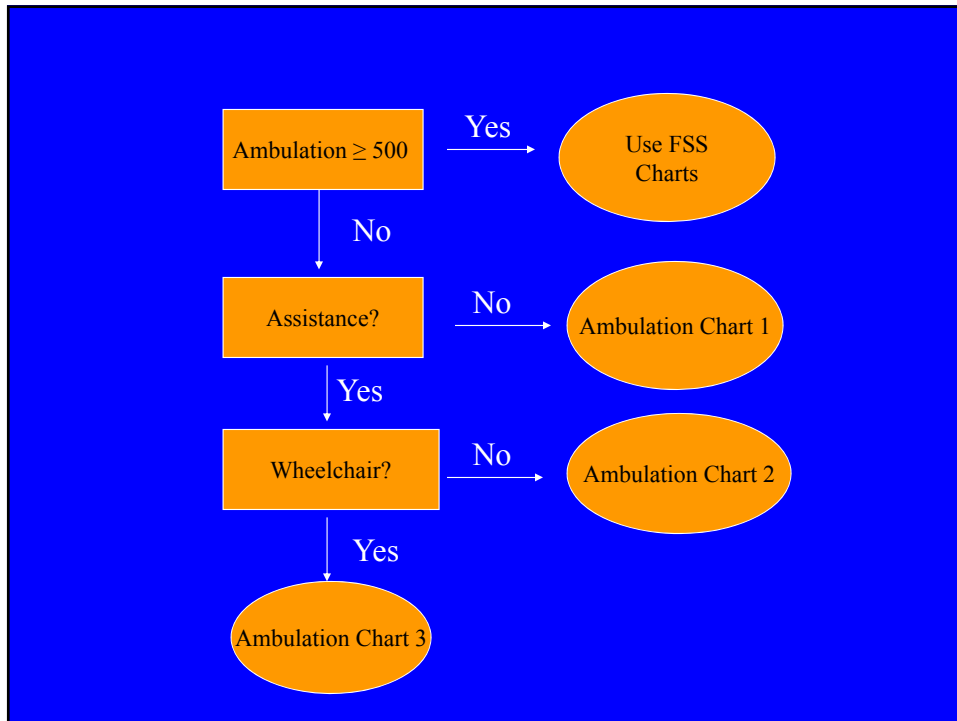 Ambulation ≥ 500
Yes
Use FSS
Charts
No
Assistance?
No
Ambulation Chart 1
Yes
Wheelchair?
No
Ambulation Chart 2
Yes
Ambulation Chart 3